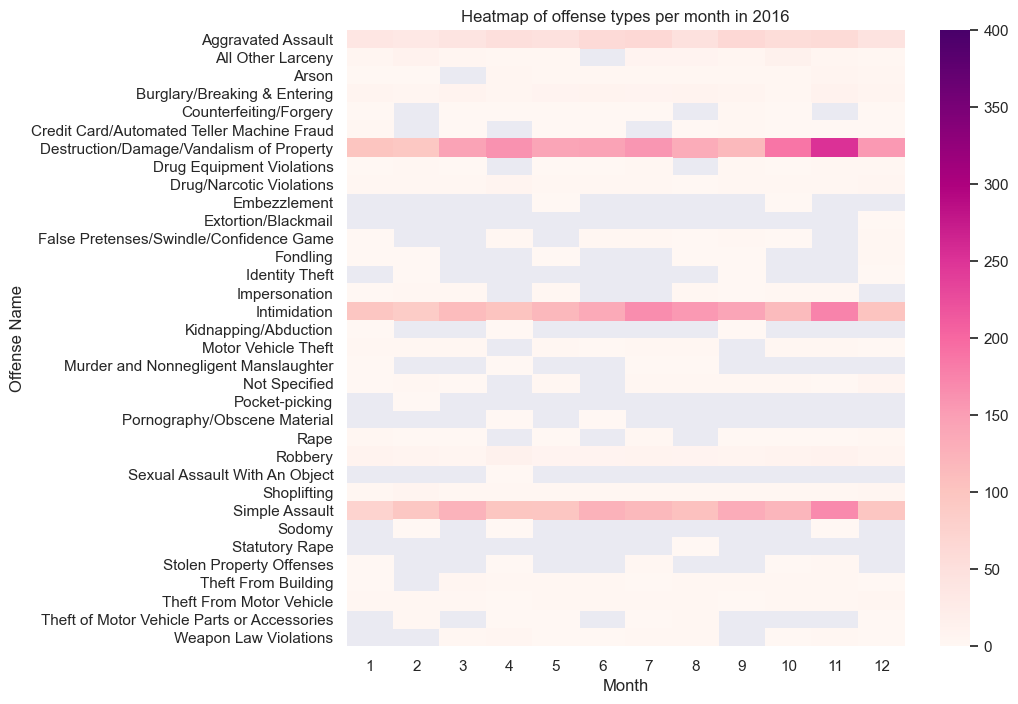 Heatmap of offense types per month in 2016
Offense Name
Aggravated Assault
All Other Larceny
Arson
Burglary/Breaking & Entering
Counterfeiting/Forgery
Credit Card/Automated Teller Machine Fraud
Destruction/Damage/Vandalism of Property
Drug Equipment Violations
Drug/Narcotic Violations
Embezzlement
Extortion/Blackmail
False Pretenses/Swindle/Confidence Game
Fondling
Identity Theft
Impersonation
Intimidation
Kidnapping/Abduction
Motor Vehicle Theft
Murder and Nonnegligent Manslaughter
Not Specified
Pocket-picking
Pornography/Obscene Material
Rape
Robbery
Sexual Assault With An Object
Shoplifting
Simple Assault
Sodomy
Statutory Rape
Stolen Property Offenses
Theft From Building
Theft From Motor Vehicle
Theft of Motor Vehicle Parts or Accessories
Weapon Law Violations
1 2 3 4 5 6 7 8 9 10 11 12
Month
400
350
300
250
200
150
100
50
0